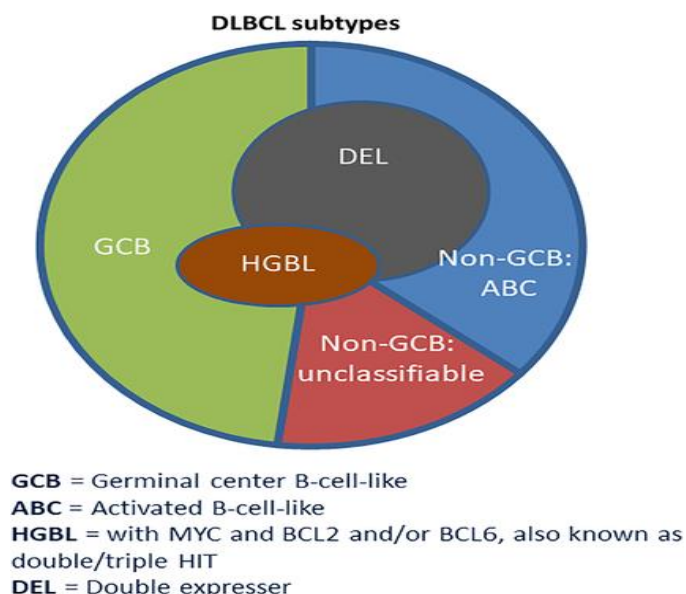 DLBCL subtypes
DEL
GCB
HGBL
Non-GCB:
ABC
Non-GCB:
unclassifiable
GCB = Germinal center B-cell-like
ABC = Activated B-cell-like
HGBL = with MYC and BCL2 and/or BCL6, also known as
double/triple HIT
DEL = Double expresser